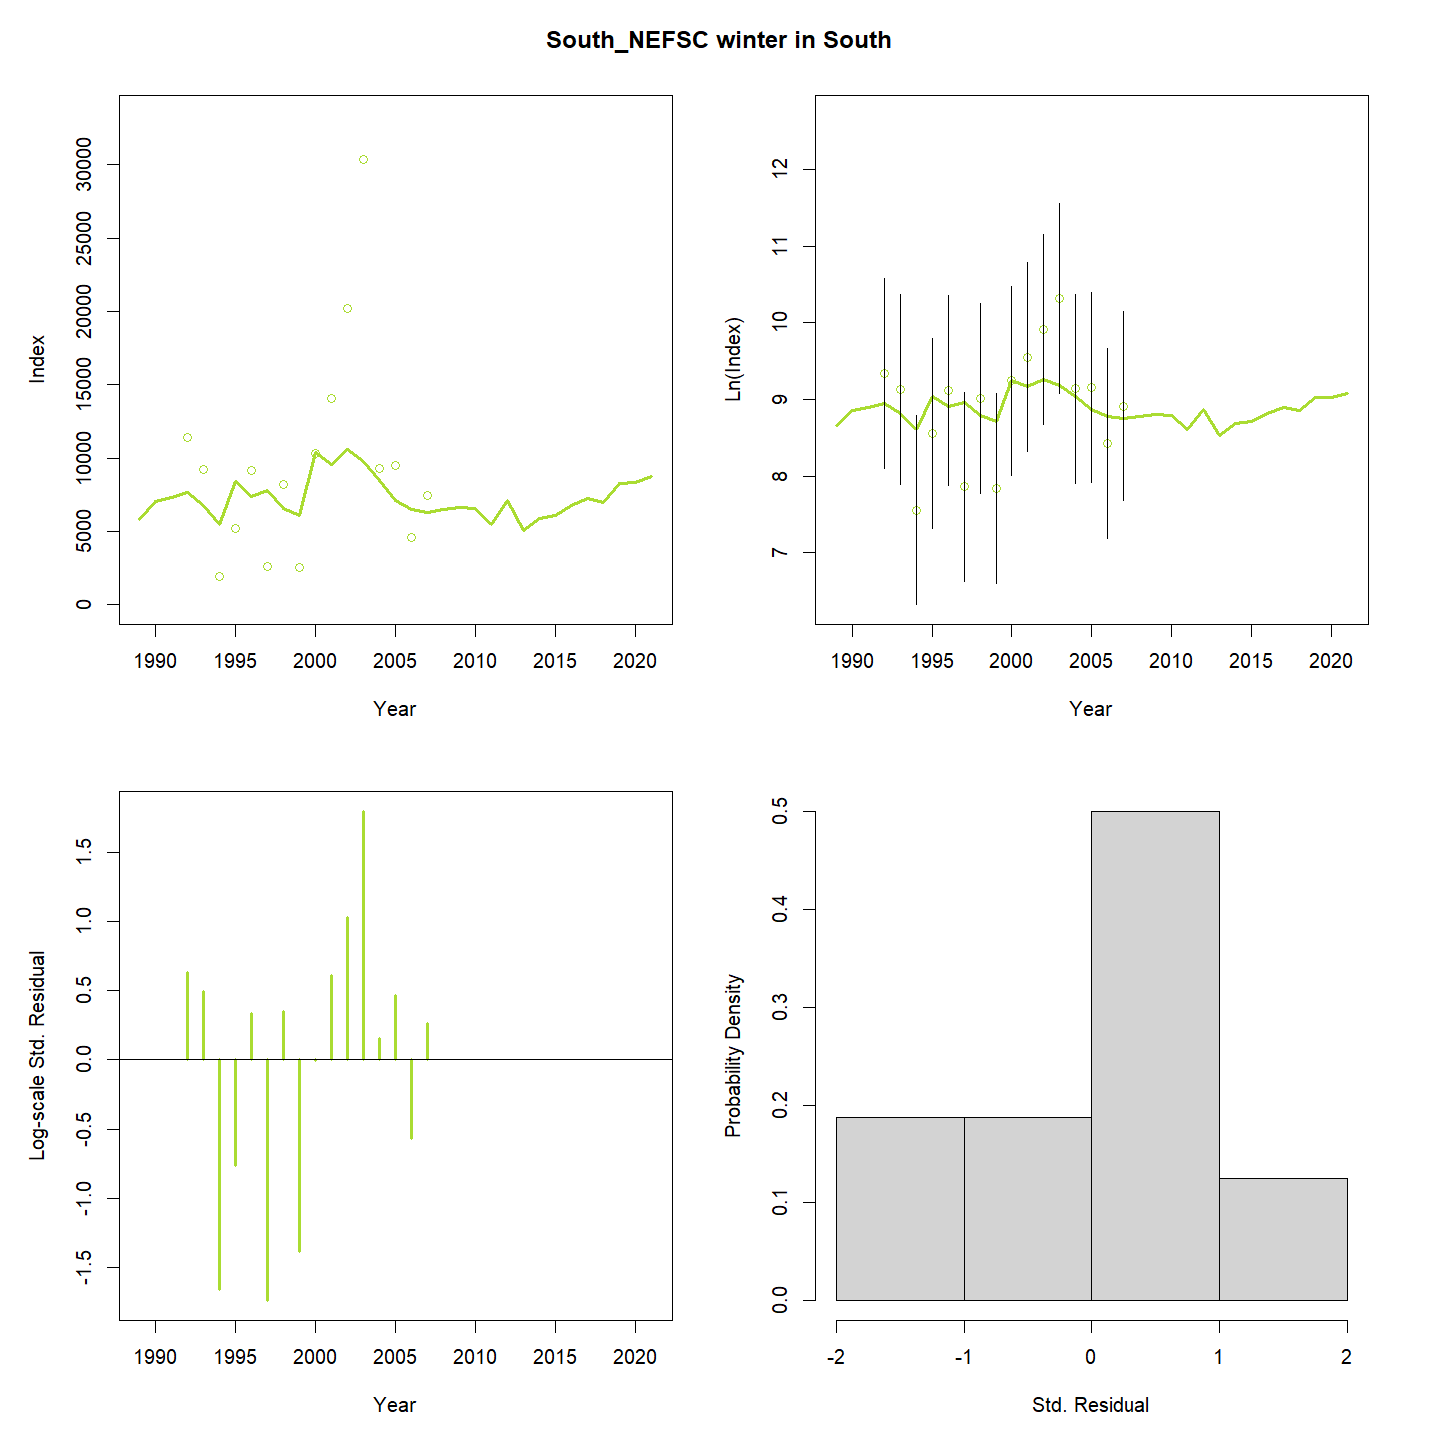 South_NEFSC winter in South
Index
0 5000 10000 15000 20000 25000 30000
1990 1995 2000 2005 2010 2015 2020
Year
Ln(Index)
7 8 9 10 11 12
1990 1995 2000 2005 2010 2015 2020
Year
Log-scale Std. Residual
-1.5 -1.0 -0.5 0.0 0.5 1.0 1.5
1990 1995 2000 2005 2010 2015 2020
Year
Probability Density
0.0 0.1 0.2 0.3 0.4 0.5
-2 -1 0 1 2
Std. Residual